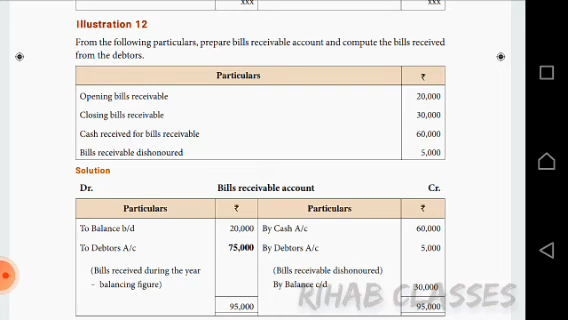 xxx xxx
Illustration 12
From the following particulars, prepare bills receivable account and compute the bills received
from the debtors.
Particulars ₹
Opening bills receivable 20,000
Closing bills receivable 30,000
Cash received for bills receivable 60,000
Bills receivable dishonoured 5,000
Solution
Dr. Bills receivable account Cr.
Particulars ₹ Particulars ₹
To Balance b/d 20,000 By Cash A/c 60,000
To Debtors A/c 75,000 By Debtors A/c 5,000
(Bills received during the year (Bills receivable dishonoured)
– balancing figure) By Balance c/d 30,000
95,000 95,000
RIHAB CLASSES